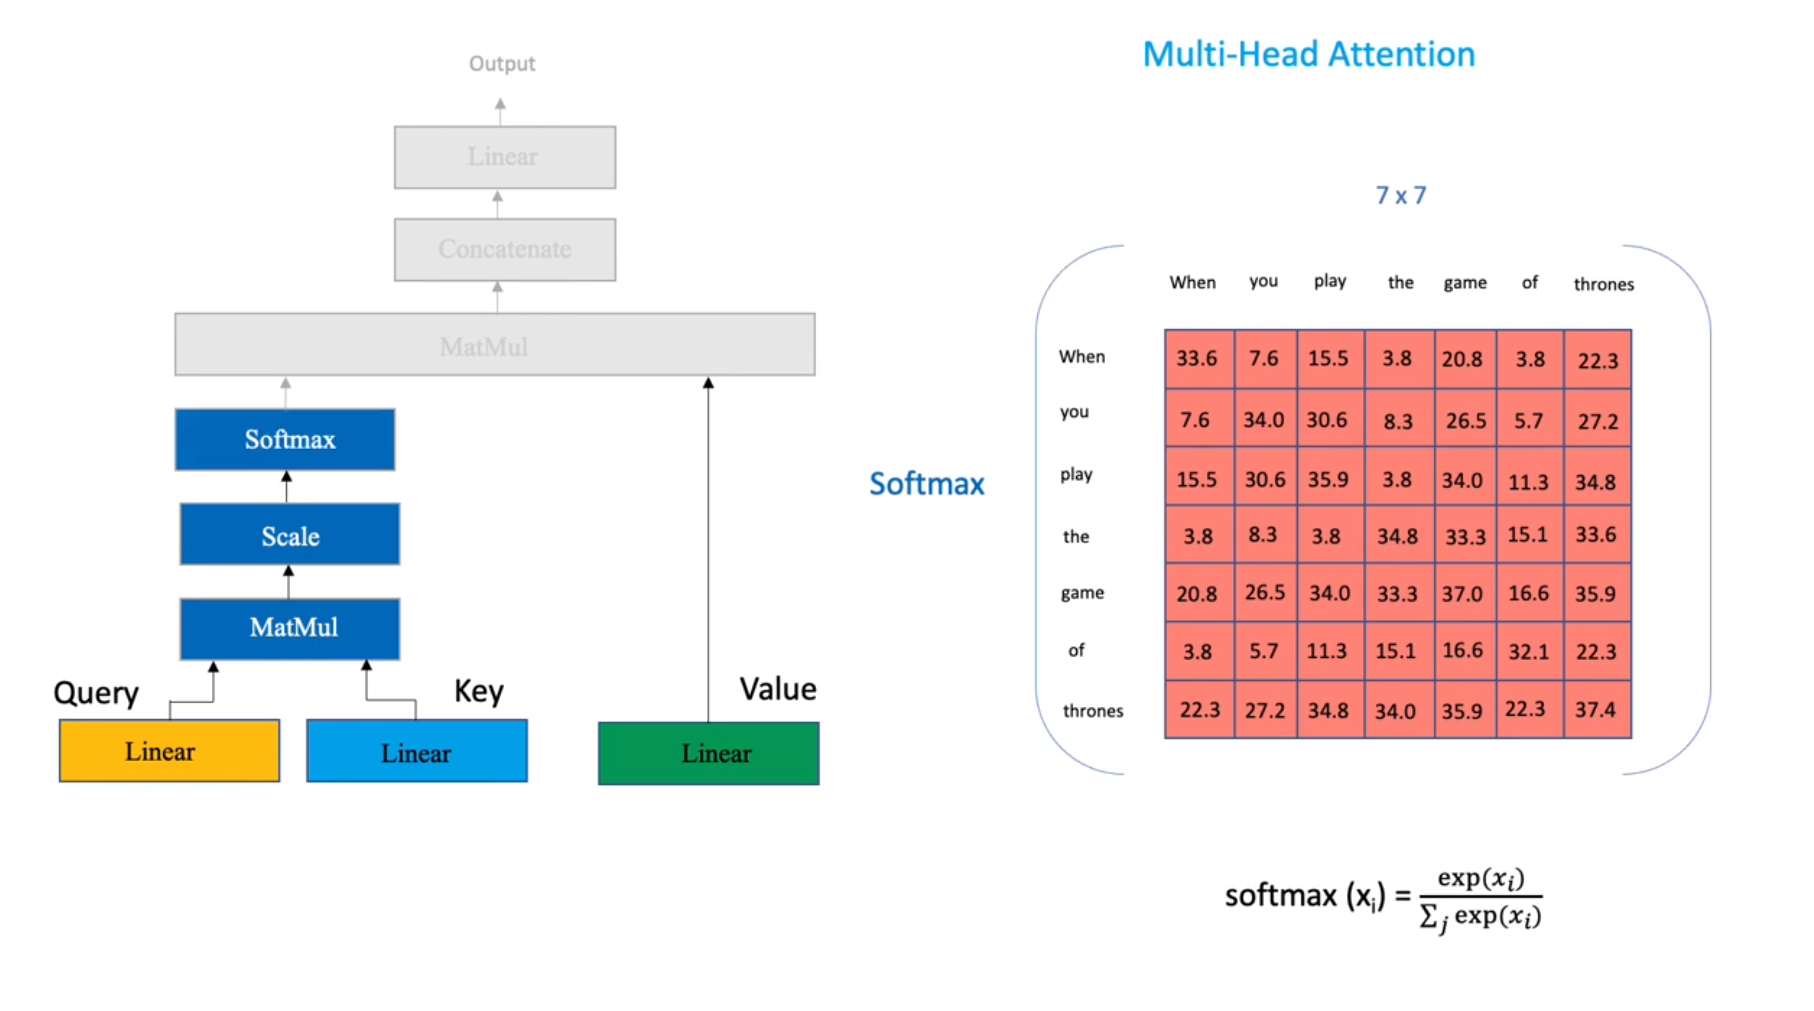 Output
Linear
Concatenate
MatMul
Softmax
Scale
MatMul
Query
Key
Value
Linear
Linear
Linear
Multi-Head Attention
7 x 7
Softmax
When you play the game of thrones
When 33.6 7.6 15.5 3.8 20.8 3.8 22.3
you 7.6 34.0 30.6 8.3 26.5 5.7 27.2
play 15.5 30.6 35.9 3.8 34.0 11.3 34.8
the 3.8 8.3 3.8 34.8 33.3 15.1 33.6
game 20.8 26.5 34.0 33.3 37.0 16.6 35.9
of 3.8 5.7 11.3 15.1 16.6 32.1 22.3
thrones 22.3 27.2 34.8 34.0 35.9 22.3 37.4
softmax (xᵢ) = exp(xᵢ) / ∑ⱼ exp(xᵢ)